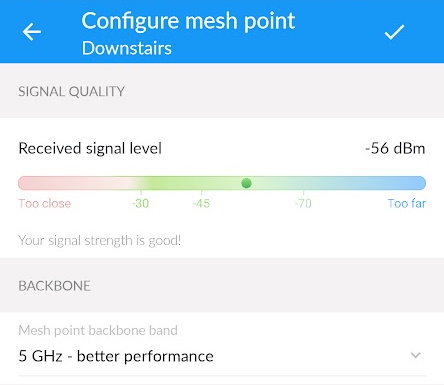 Configure mesh point
Downstairs
SIGNAL QUALITY
Received signal level -56 dBm
Too close -30 -45 -70 Too far
Your signal strength is good!
BACKBONE
Mesh point backbone band
5 GHz - better performance